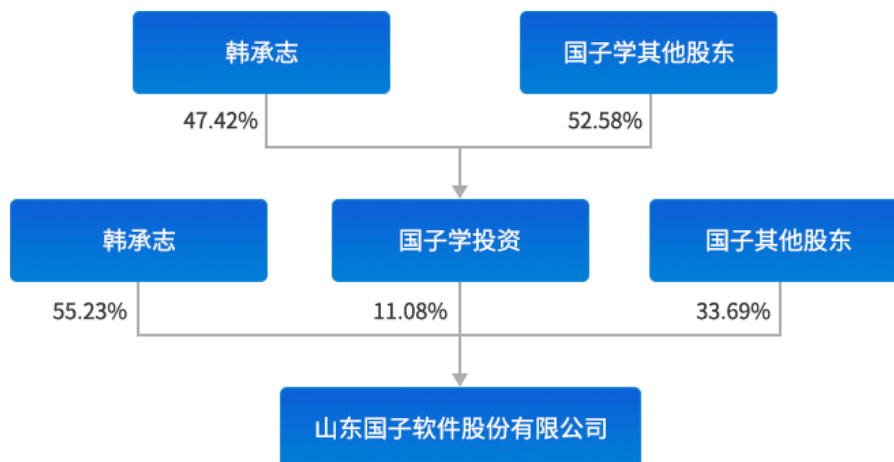 韩承志
国子学其他股东
47.42%
52.58%
韩承志
国子学投资
国子其他股东
55.23%
11.08%
33.69%
山东国子软件股份有限公司